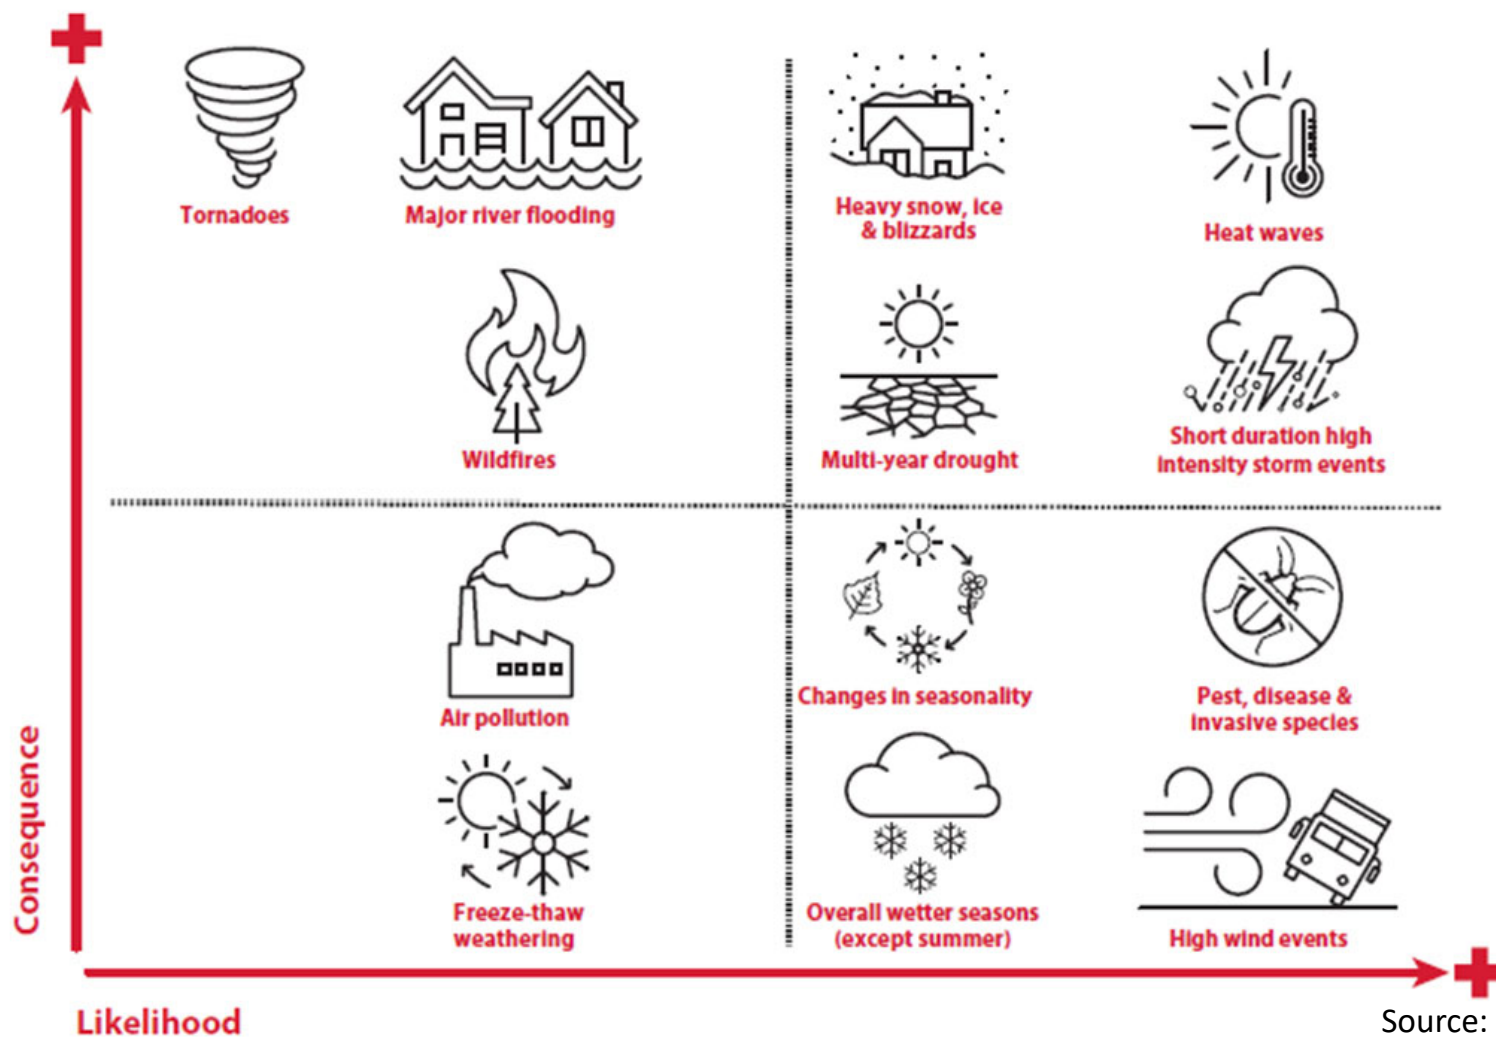 Tornadoes
Major river flooding
Heavy snow, ice
& blizzards
Heat waves
Wildfires
Multi-year drought
Short duration high
intensity storm events
Air pollution
Changes in seasonality
Pest, disease &
invasive species
Freeze-thaw
weathering
Overall wetter seasons
(except summer)
High wind events
Consequence
Likelihood
Source: